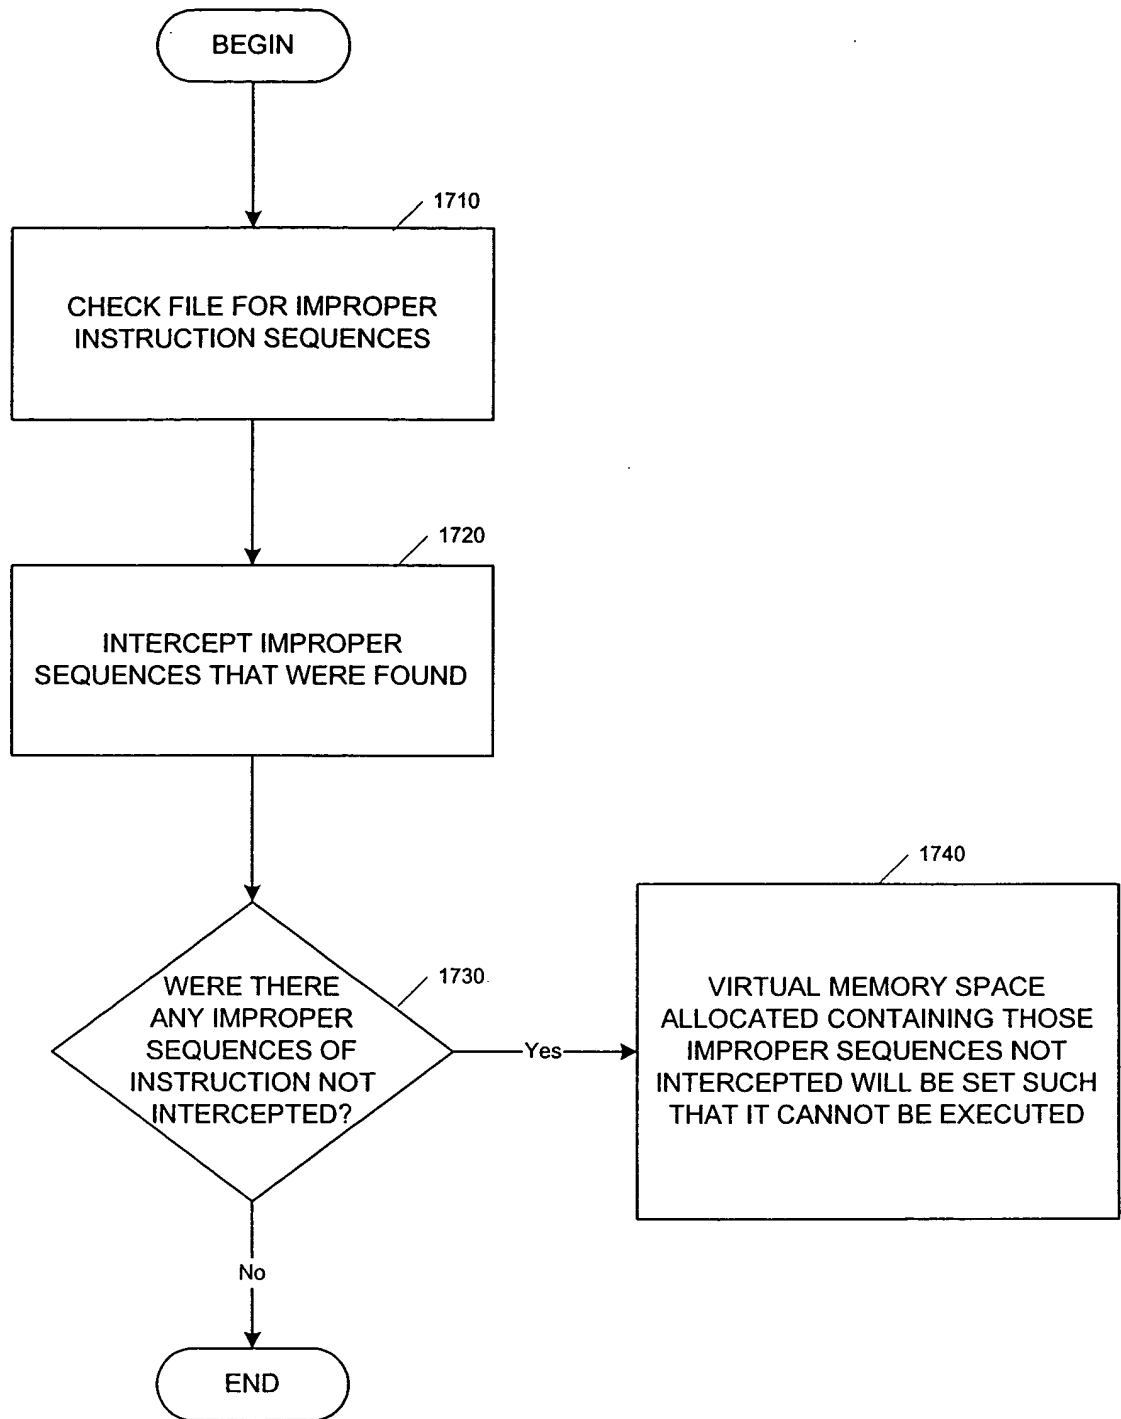 BEGIN
1710
CHECK FILE FOR IMPROPER
INSTRUCTION SEQUENCES
1720
INTERCEPT IMPROPER
SEQUENCES THAT WERE FOUND
1730
WERE THERE
ANY IMPROPER
SEQUENCES OF
INSTRUCTION NOT
INTERCEPTED?
Yes
1740
VIRTUAL MEMORY SPACE
ALLOCATED CONTAINING THOSE
IMPROPER SEQUENCES NOT
INTERCEPTED WILL BE SET SUCH
THAT IT CANNOT BE EXECUTED
No
END